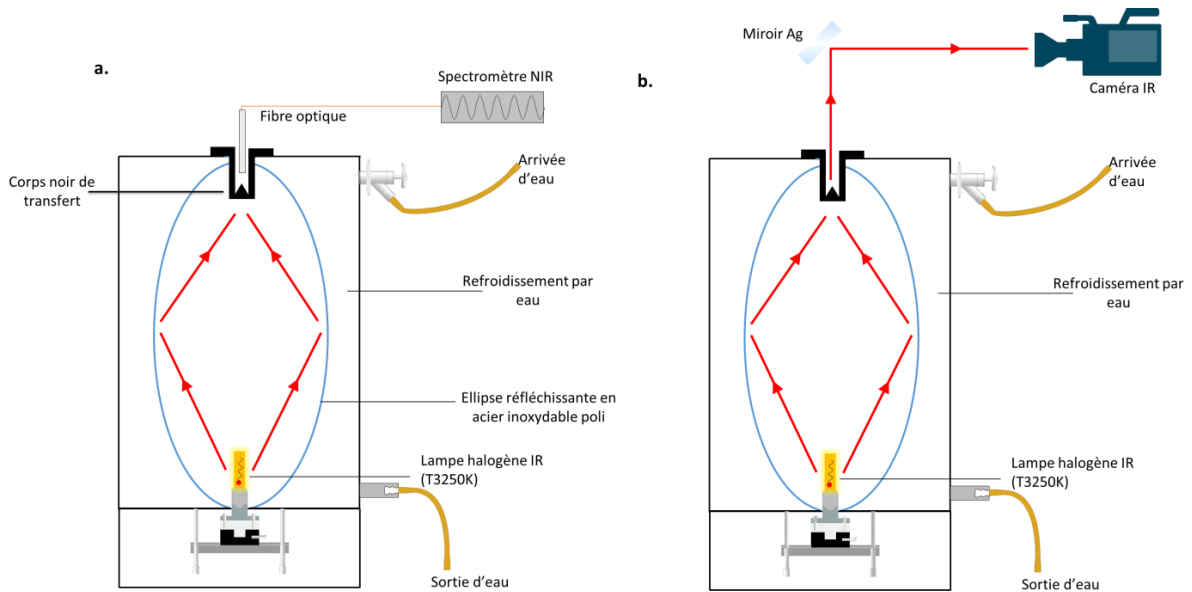 a.
Spectromètre NIR
Fibre optique
Arrivée
d'eau
Corps noir de
transfert
Refroidissement par
eau
Ellipse réfléchissante en
acier inoxydable poli
Lampe halogène IR
(T3250K)
Sortie d'eau
b.
Miroir Ag
Caméra IR
Arrivée
d'eau
Refroidissement par
eau
Lampe halogène IR
(T3250K)
Sortie d'eau